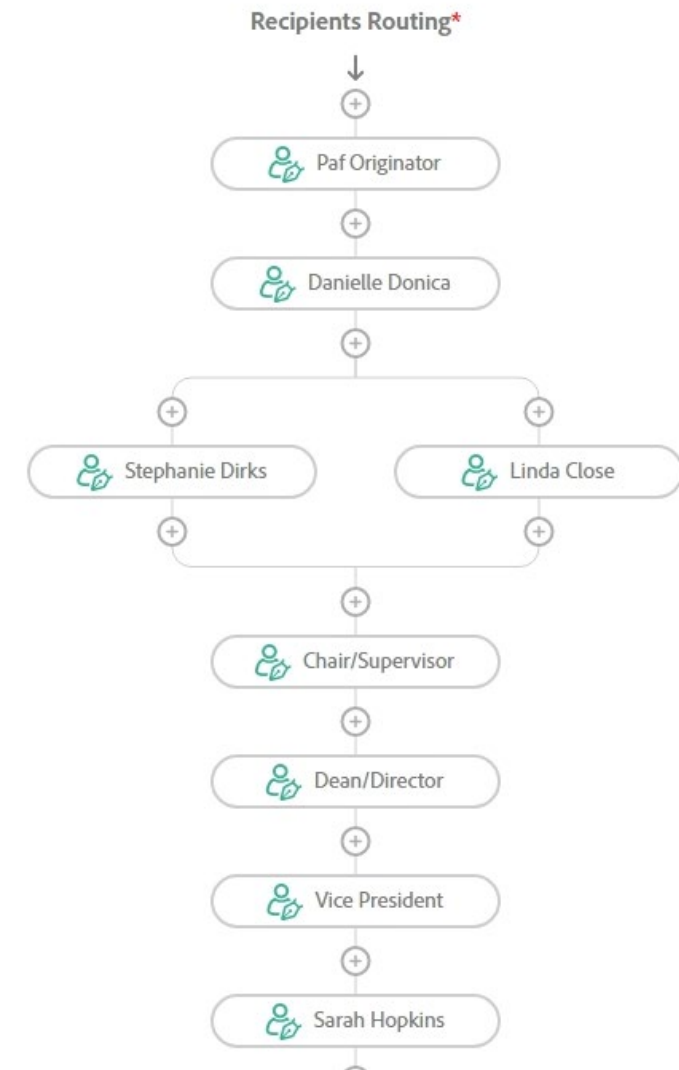 Recipients Routing*
Paf Originator
Danielle Donica
Stephanie Dirks
Linda Close
Chair/Supervisor
Dean/Director
Vice President
Sarah Hopkins